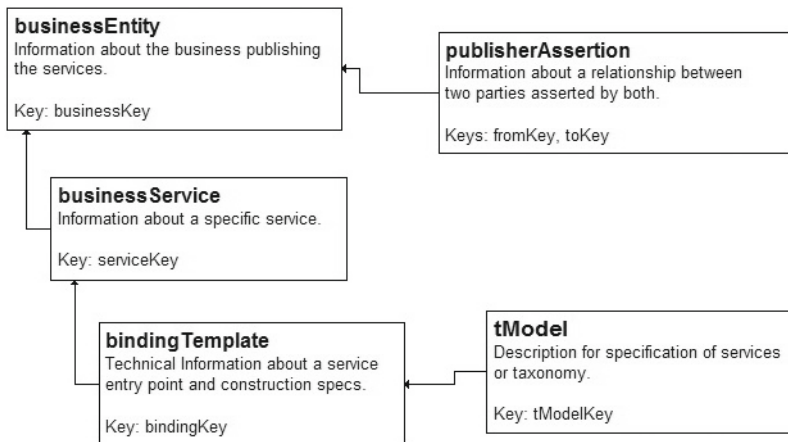 businessEntity
Information about the business publishing
the services.
Key: businessKey
publisherAssertion
Information about a relationship between
two parties asserted by both.
Keys: fromKey, toKey
businessService
Information about a specific service.
Key: serviceKey
bindingTemplate
Technical Information about a service
entry point and construction specs.
Key: bindingKey
tModel
Description for specification of services
or taxonomy.
Key: tModelKey